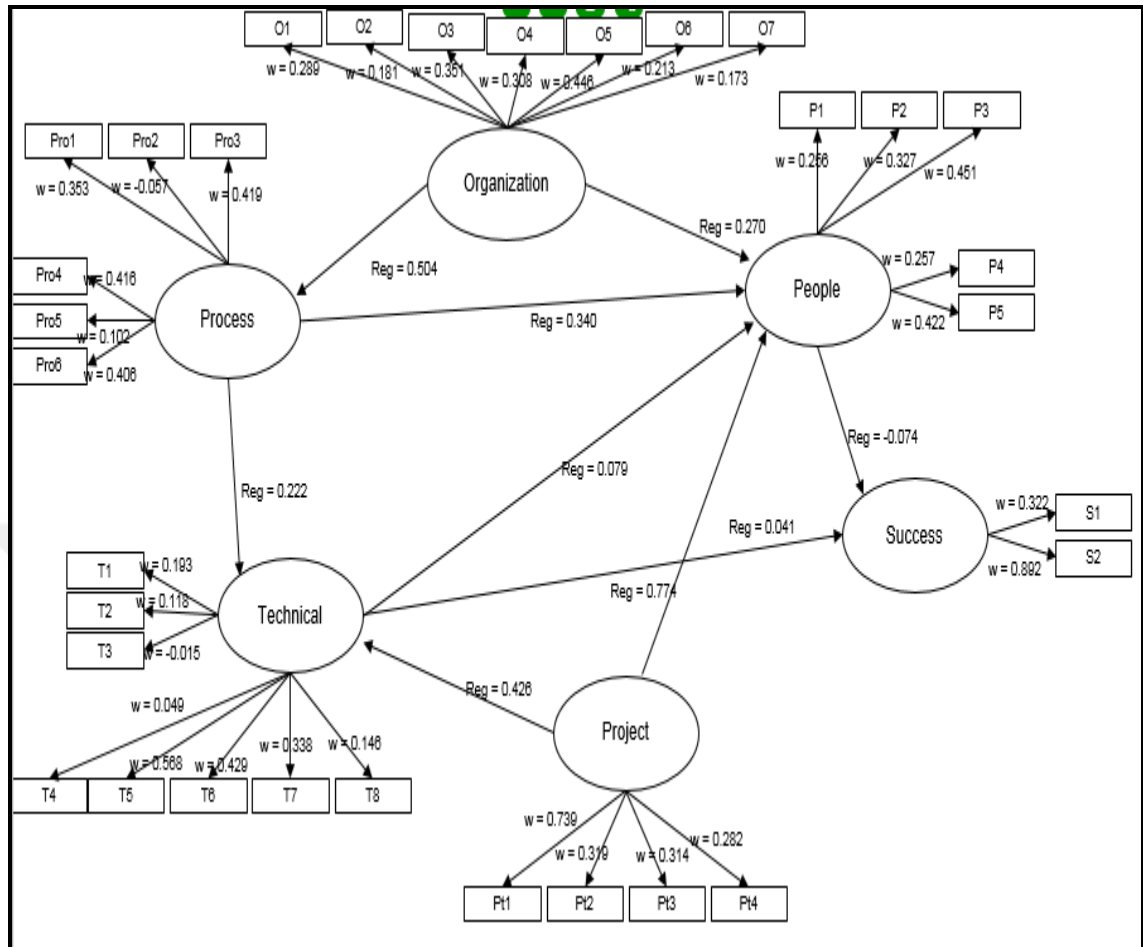 O1
O2
O3
O4
O5
O6
O7
w = 0.289
w = 0.181
w = 0.351
w = 0.308
w = 0.446
w = 0.213
w = 0.173
P1
P2
P3
w = 0.256
w = 0.327
w = 0.451
Pro1
Pro2
Pro3
w = 0.353
w = -0.057
w = 0.419
Organization
Reg = 0.270
Reg = 0.504
Pro4
Pro5
Pro6
w = 0.416
w = 0.102
w = 0.406
Process
Reg = 0.340
People
w = 0.257
P4
P5
w = 0.422
Reg = -0.074
Reg = 0.079
Reg = 0.222
Reg = 0.041
Success
w = 0.322
S1
S2
w = 0.892
T1
T2
T3
w = 0.193
w = 0.118
w = -0.015
Technical
Reg = 0.774
Reg = 0.426
Project
w = 0.049
w = 0.568
w = 0.429
w = 0.338
w = 0.146
T4
T5
T6
T7
T8
w = 0.739
w = 0.319
w = 0.314
w = 0.282
Pt1
Pt2
Pt3
Pt4